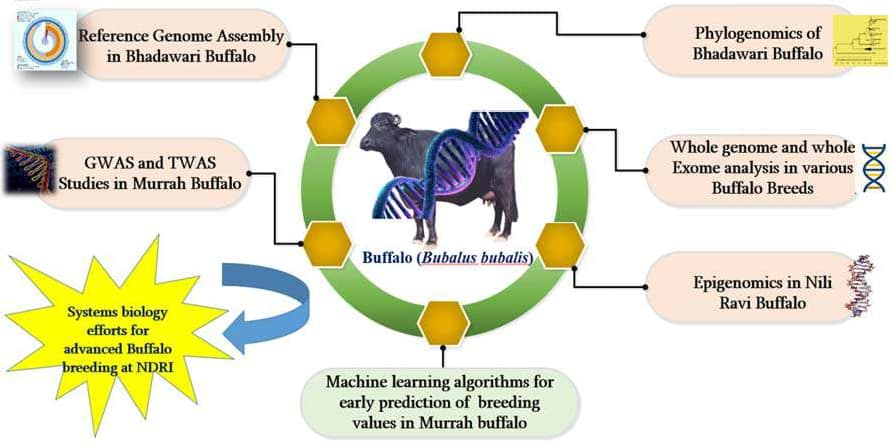 Reference Genome Assembly
in Bhadawari Buffalo
Phylogenomics of
Bhadawari Buffalo
GWAS and TWAS
Studies in Murrah Buffalo
Whole genome and whole
Exome analysis in various
Buffalo Breeds
Buffalo (Bubalus bubalis)
Epigenomics in Nili
Ravi Buffalo
Systems biology
efforts for
advanced Buffalo
breeding at NDRI
Machine learning algorithms for
early prediction of breeding
values in Murrah buffalo